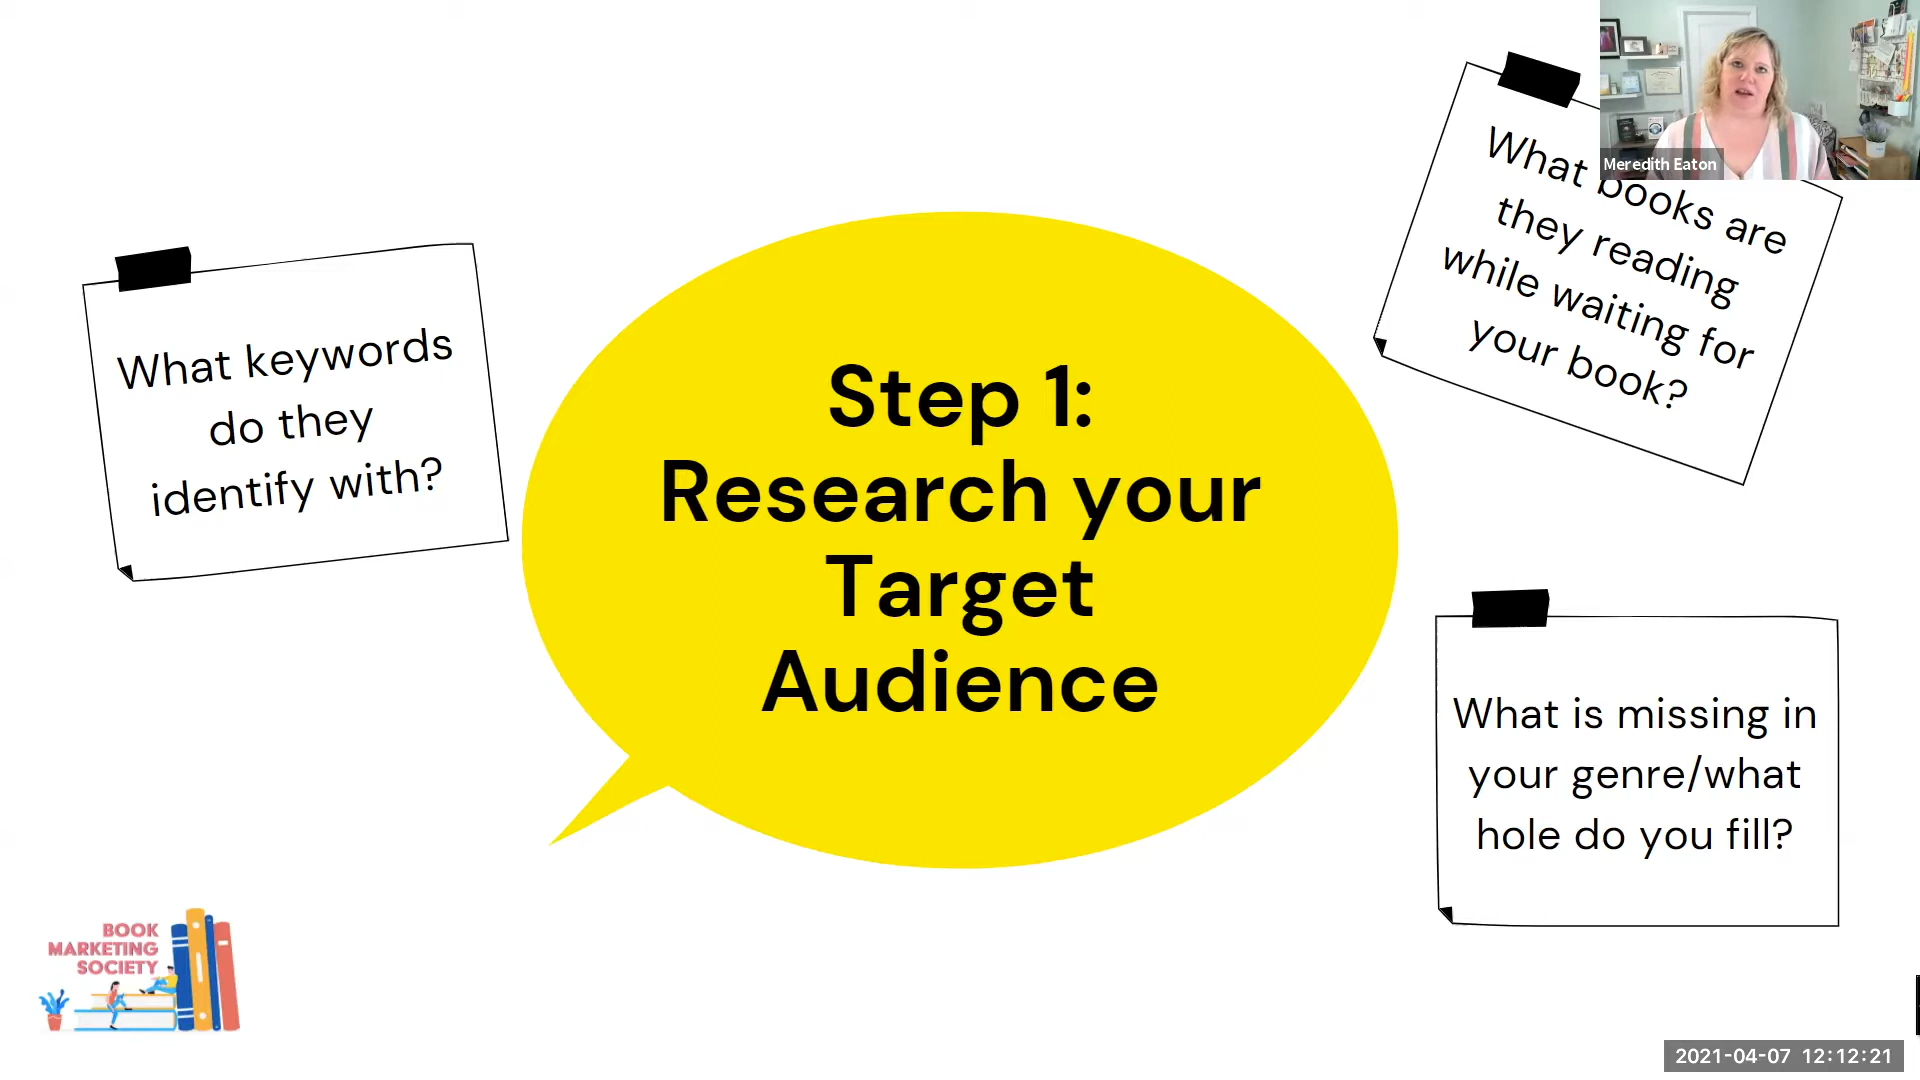 Meredith Eaton
What books are
they reading
while waiting for
your book?
What keywords
do they
identify with?
Step 1:
Research your
Target
Audience
What is missing in
your genre/what
hole do you fill?
BOOK
MARKETING
SOCIETY
2021-04-07 12:12:21